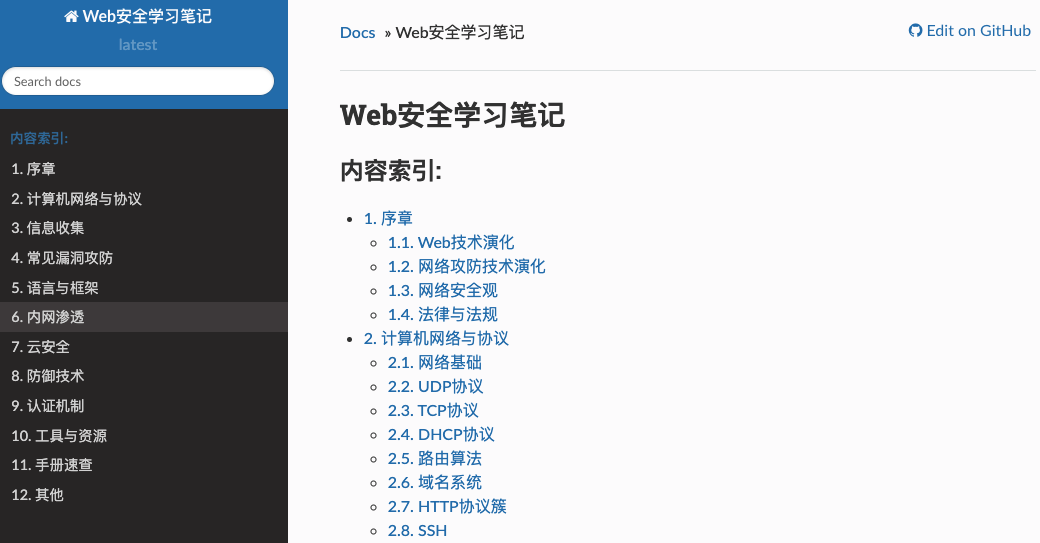 Web安全学习笔记
latest
Search docs
内容索引:
1. 序章
2. 计算机网络与协议
3. 信息收集
4. 常见漏洞攻防
5. 语言与框架
6. 内网渗透
7. 云安全
8. 防御技术
9. 认证机制
10. 工具与资源
11. 手册速查
12. 其他
Docs » Web安全学习笔记
Edit on GitHub
Web安全学习笔记
内容索引:
1. 序章
1.1. Web技术演化
1.2. 网络攻防技术演化
1.3. 网络安全观
1.4. 法律与法规
2. 计算机网络与协议
2.1. 网络基础
2.2. UDP协议
2.3. TCP协议
2.4. DHCP协议
2.5. 路由算法
2.6. 域名系统
2.7. HTTP协议簇
2.8. SSH